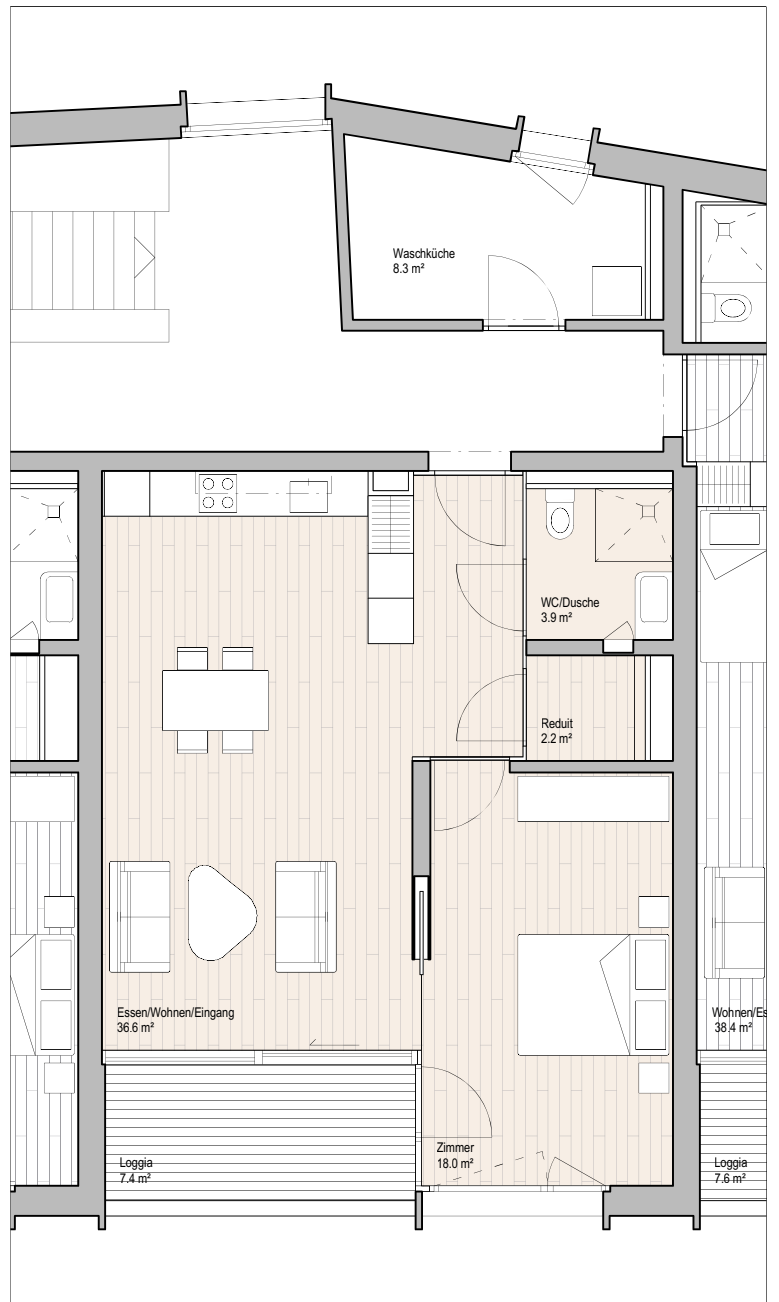 Waschküche
8.3 m²
WC/Dusche
3.9 m²
Reduit
2.2 m²
Essen/Wohnen/Eingang
36.6 m²
Wohnen/Es
38.4 m²
Zimmer
18.0 m²
Loggia
7.4 m²
Loggia
7.6 m²